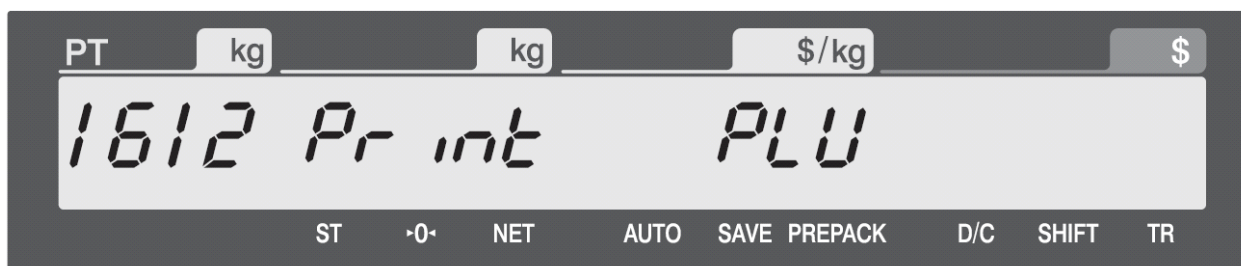 PT kg kg $/kg $
1612 Print PLU
ST ▸0◂ NET AUTO SAVE PREPACK D/C SHIFT TR